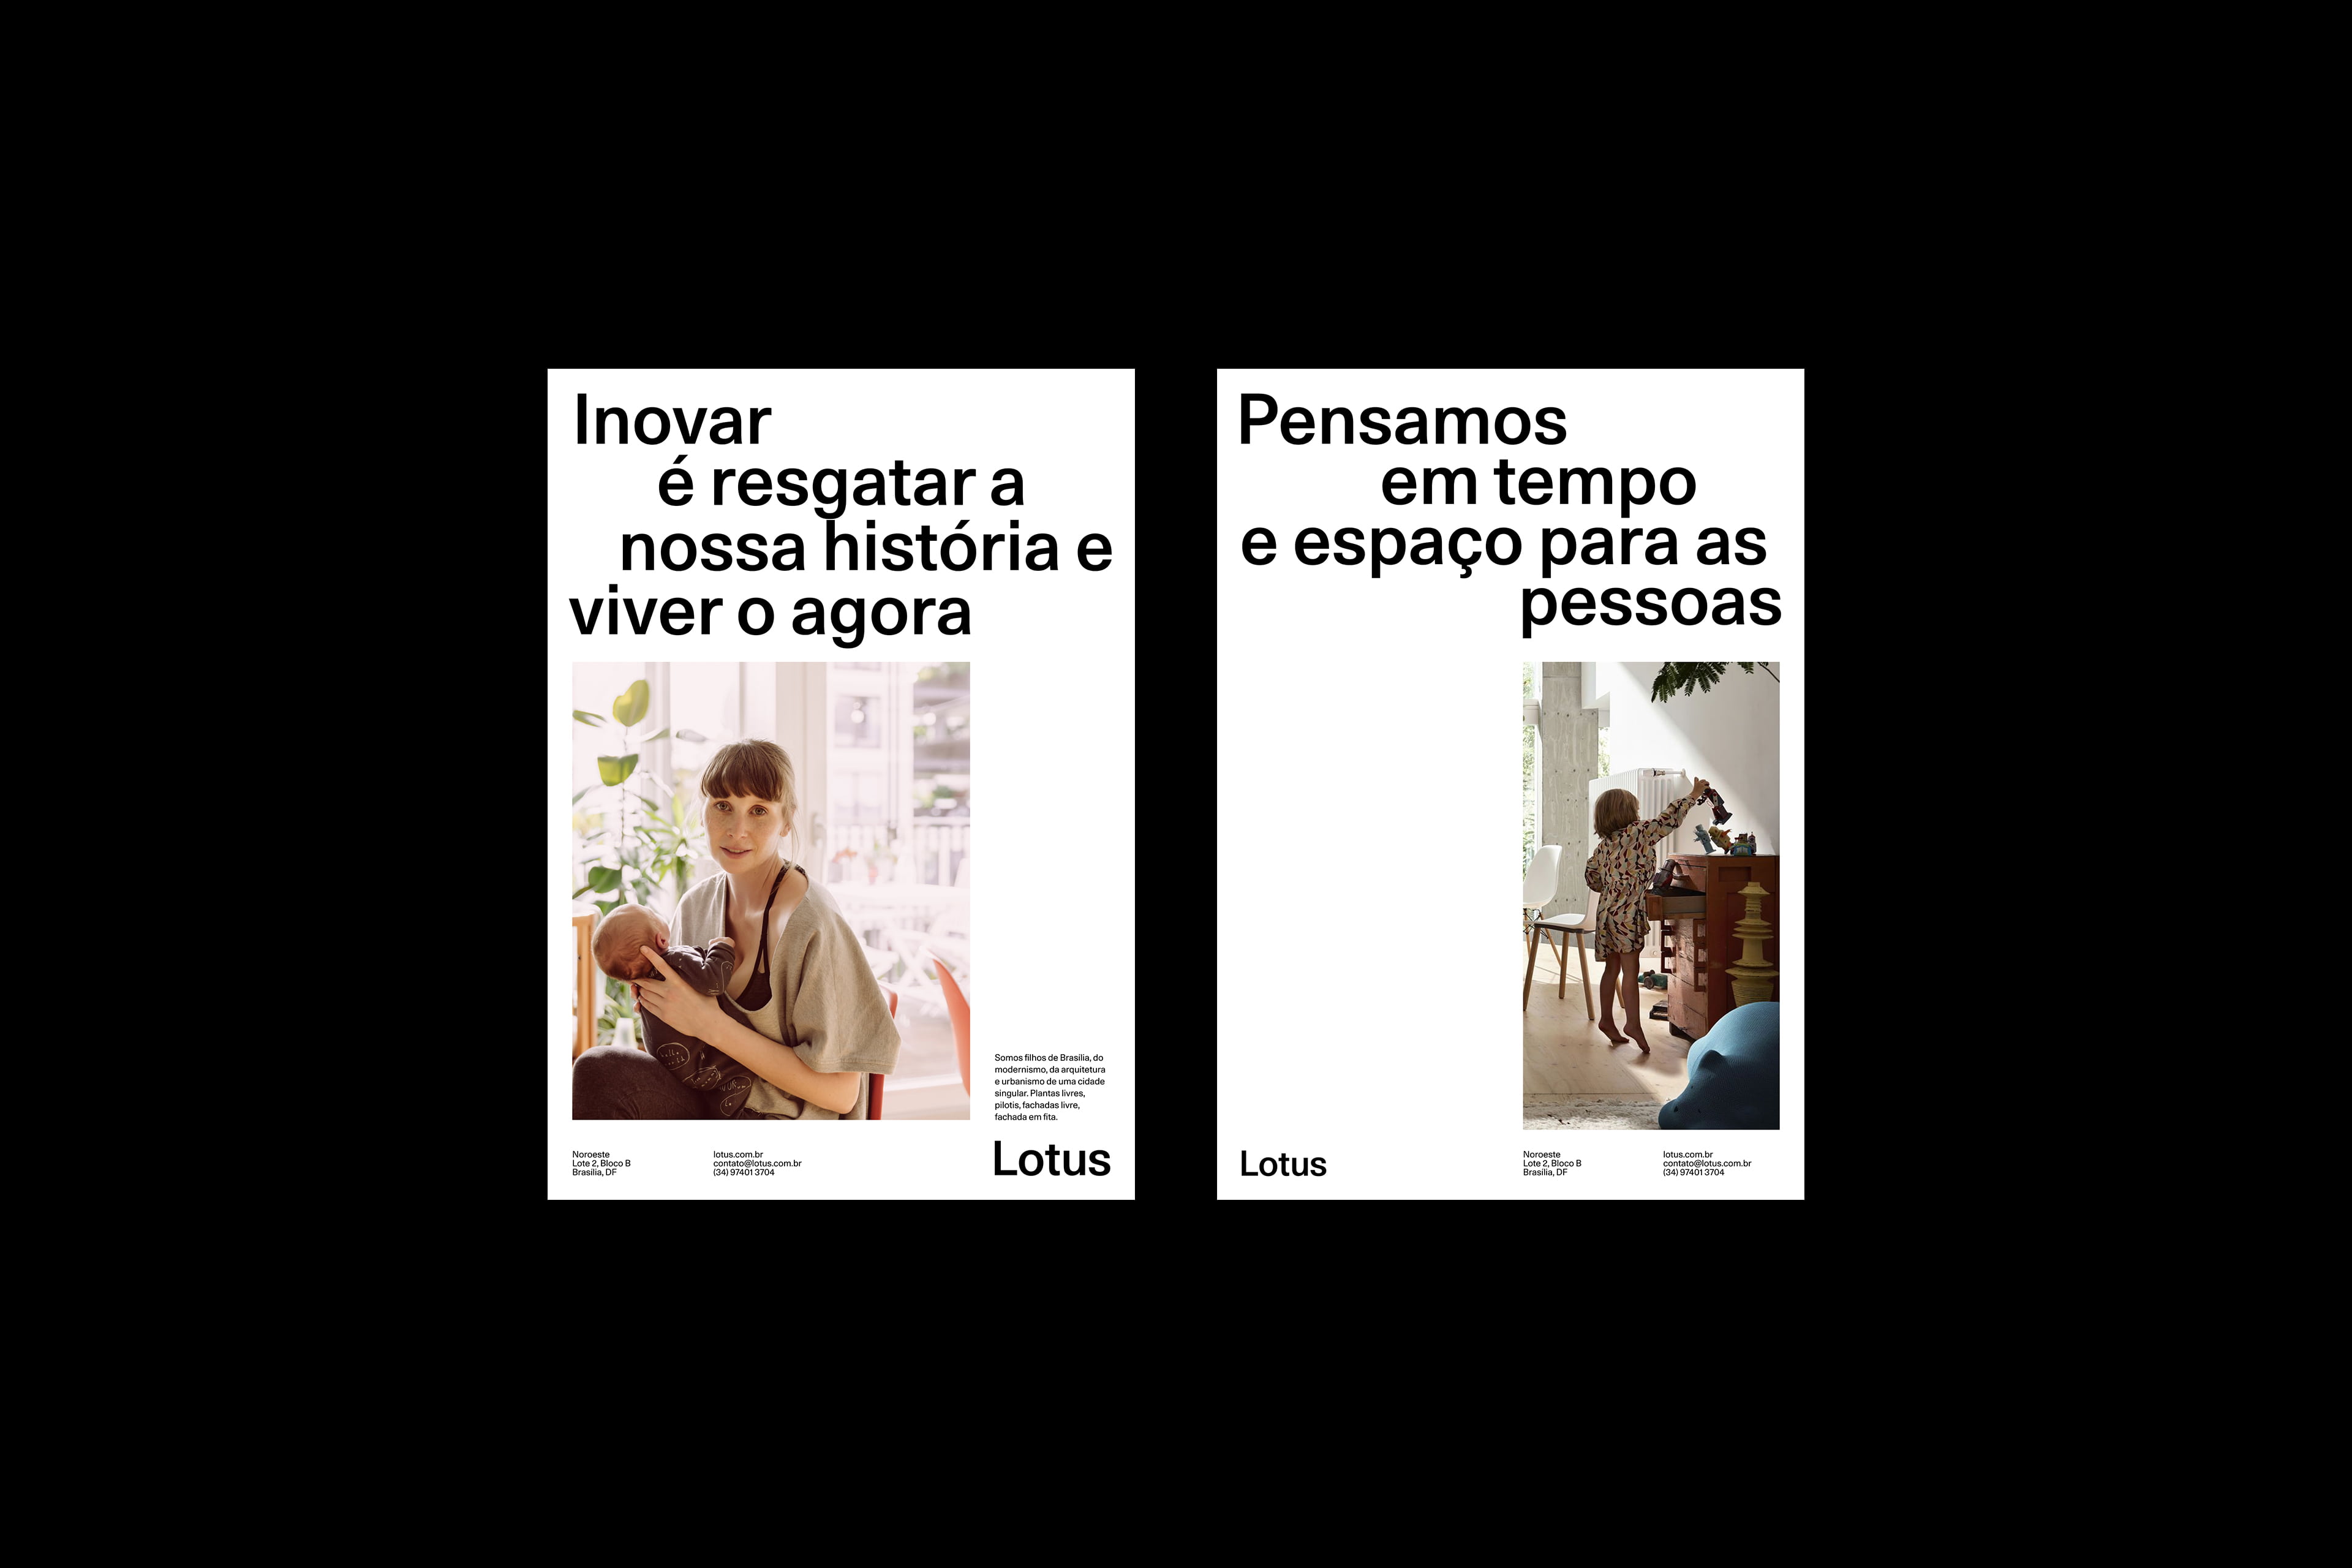 Inovar
é resgatar a
nossa história e
viver o agora
Somos filhos de Brasília, do
modernismo, da arquitetura
e urbanismo de uma cidade
singular. Plantas livres,
pilotis, fachadas livre,
fachada em fita.
Noroeste
Lote 2, Bloco B
Brasília, DF
lotus.com.br
contato@lotus.com.br
(34) 97401 3704
Lotus
Pensamos
em tempo
e espaço para as
pessoas
Lotus
Noroeste
Lote 2, Bloco B
Brasília, DF
lotus.com.br
contato@lotus.com.br
(34) 97401 3704